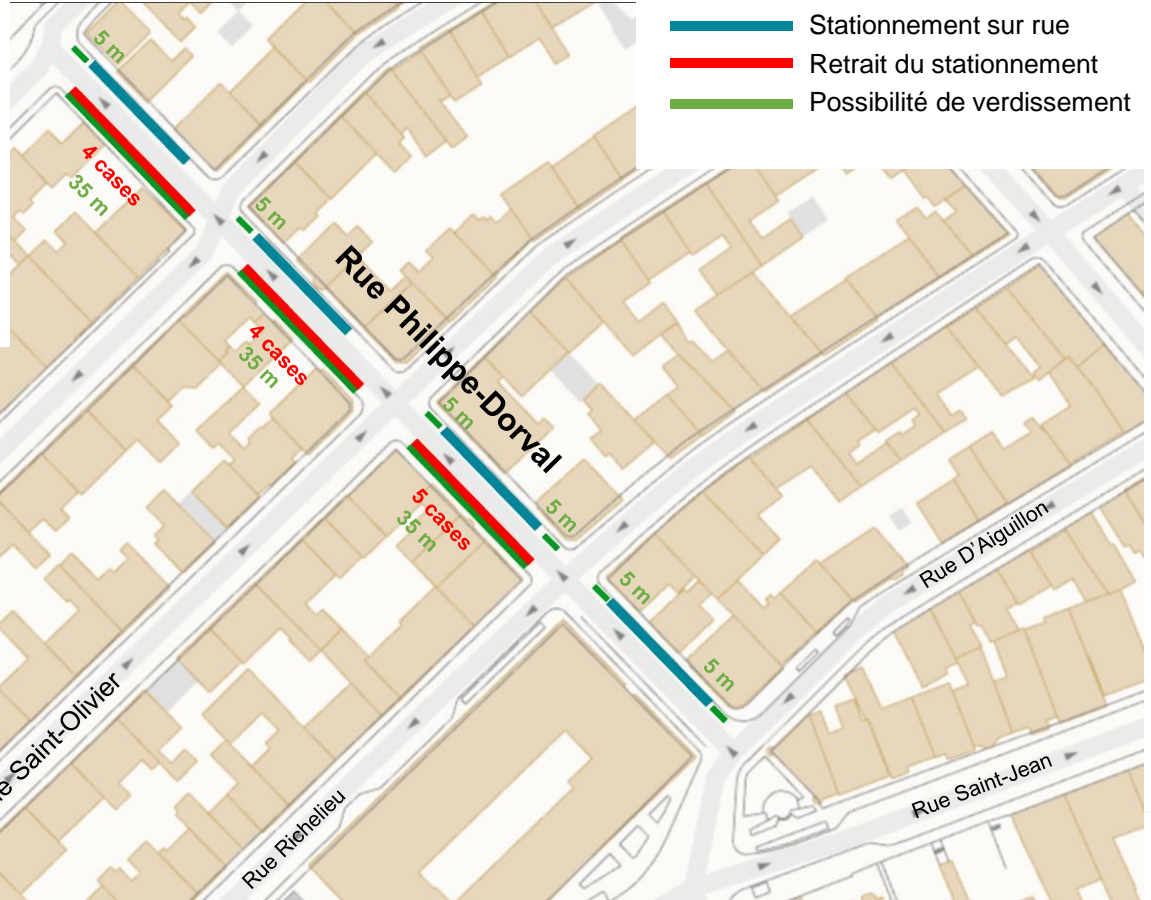 Stationnement sur rue
Retrait du stationnement
Possibilité de verdissement
5 m
4 cases
35 m
5 m
Rue Philippe-Dorval
4 cases
35 m
5 m
5 cases
35 m
5 m
5 m
5 m
Rue D'Aiguillon
e Saint-Olivier
Rue Richelieu
Rue Saint-Jean